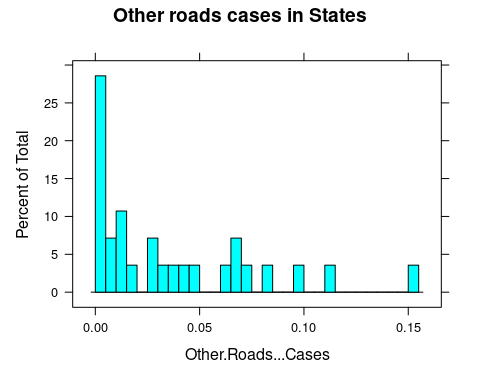 Other roads cases in States
Percent of Total
25
20
15
10
5
0
0.00 0.05 0.10 0.15
Other.Roads...Cases